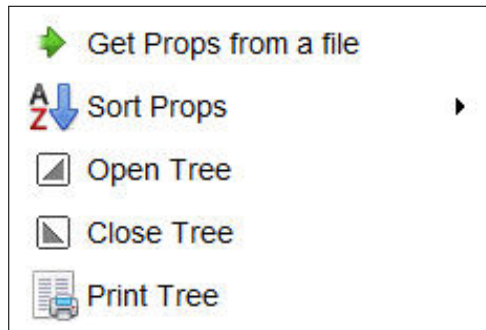 Get Props from a file
Sort Props
Open Tree
Close Tree
Print Tree